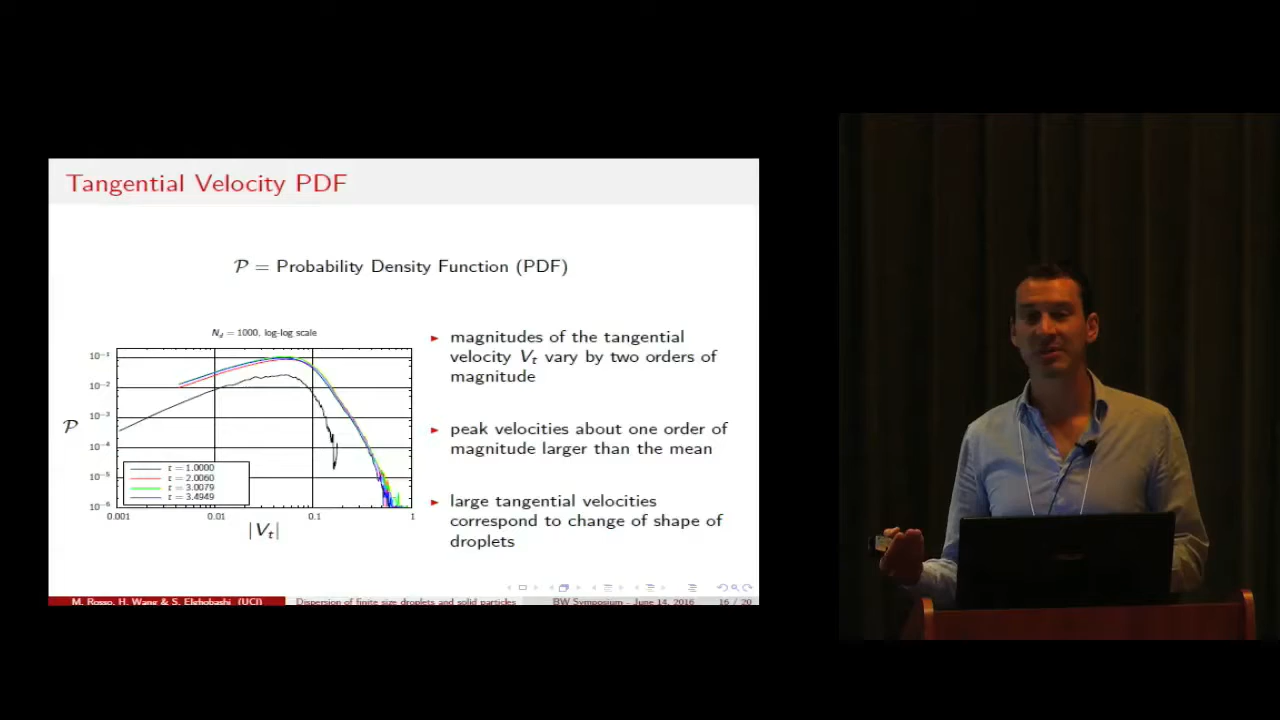 Tangential Velocity PDF
𝒫 = Probability Density Function (PDF)
N_d = 1000, log-log scale
10⁻¹
10⁻²
10⁻³
10⁻⁴
10⁻⁵
10⁻⁶
𝒫
t = 1.0000
t = 2.0060
t = 3.0079
t = 3.4949
0.001 0.01 0.1 1
|V_t|
► magnitudes of the tangential
velocity V_t vary by two orders of
magnitude
► peak velocities about one order of
magnitude larger than the mean
► large tangential velocities
correspond to change of shape of
droplets
M. Rosso, H. Wang & S. Elghobashi (UCI) Dispersion of finite size droplets and solid particles BW Symposium - June 14, 2016 16 / 20